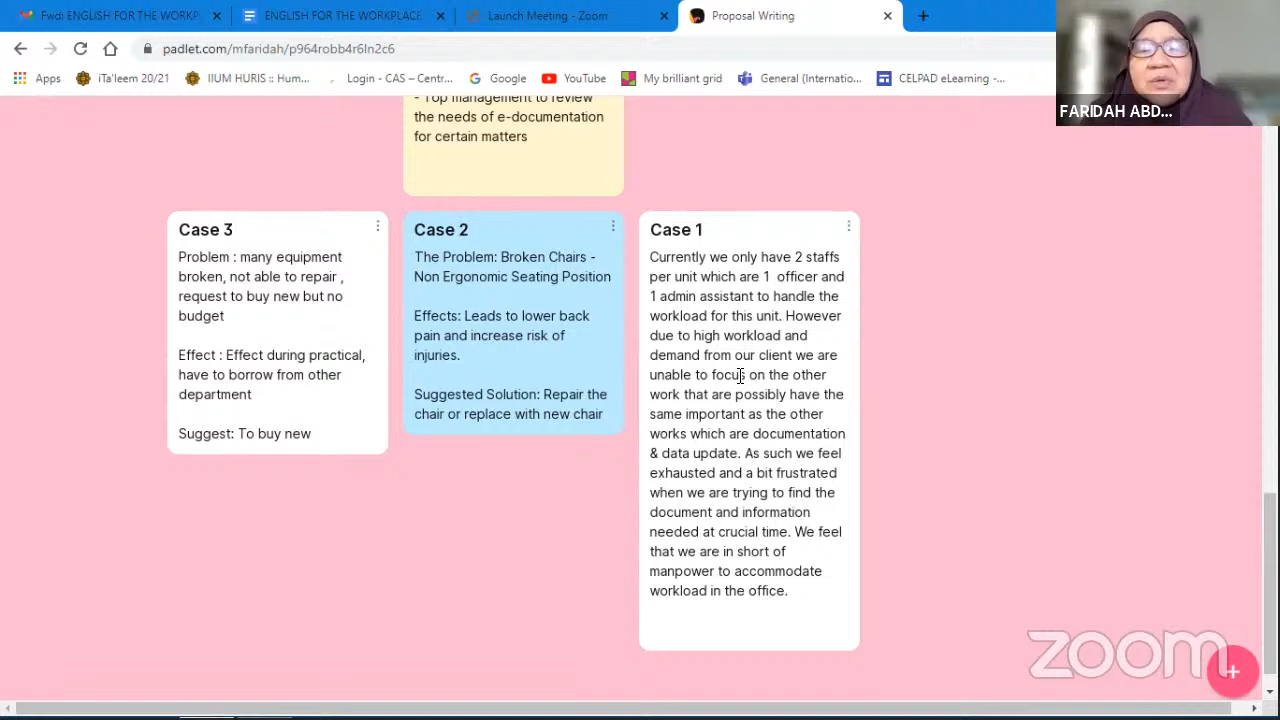 Fwdi ENGLISH FOR THE WORKP
ENGLISH FOR THE WORKPLACE
Launch Meeting - Zoom
Proposal Writing
padlet.com/mfaridah/p964robb4r6ln2c6
Apps
iTa'leem 20/21
IIUM HURIS :: Hum...
Login - CAS – Centr...
Google
YouTube
My brilliant grid
General (Internatio...
CELPAD eLearning -...
FARIDAH ABD...
- Top management to review
the needs of e-documentation
for certain matters
Case 3
Problem : many equipment
broken, not able to repair ,
request to buy new but no
budget
Effect : Effect during practical,
have to borrow from other
department
Suggest: To buy new
Case 2
The Problem: Broken Chairs -
Non Ergonomic Seating Position
Effects: Leads to lower back
pain and increase risk of
injuries.
Suggested Solution: Repair the
chair or replace with new chair
Case 1
Currently we only have 2 staffs
per unit which are 1 officer and
1 admin assistant to handle the
workload for this unit. However
due to high workload and
demand from our client we are
unable to focus on the other
work that are possibly have the
same important as the other
works which are documentation
& data update. As such we feel
exhausted and a bit frustrated
when we are trying to find the
document and information
needed at crucial time. We feel
that we are in short of
manpower to accommodate
workload in the office.
zoom